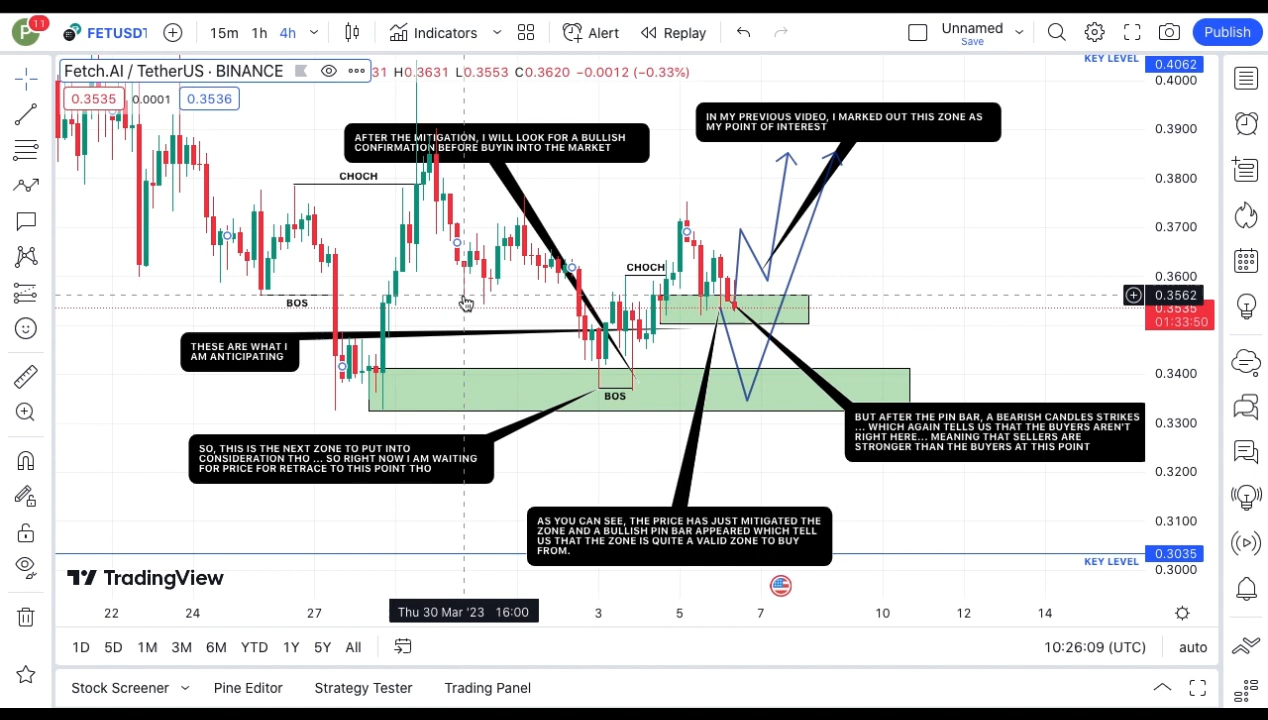 P
11
FETUSDT
15m 1h 4h
Indicators
Alert
Replay
Unnamed
Save
Publish
Fetch.AI / TetherUS · BINANCE
31 H0.3631 L0.3553 C0.3620 −0.0012 (−0.33%)
0.3535 0.0001 0.3536
KEY LEVEL
0.4062
0.4000
0.3900
0.3800
0.3700
0.3600
0.3562
0.3535
01:33:50
0.3400
0.3300
0.3200
0.3100
0.3035
0.3000
KEY LEVEL
AFTER THE MITIGATION, I WILL LOOK FOR A BULLISH
CONFIRMATION BEFORE BUYIN INTO THE MARKET
IN MY PREVIOUS VIDEO, I MARKED OUT THIS ZONE AS
MY POINT OF INTEREST
CHOCH
CHOCH
BOS
THESE ARE WHAT I
AM ANTICIPATING
BOS
BUT AFTER THE PIN BAR, A BEARISH CANDLES STRIKES
... WHICH AGAIN TELLS US THAT THE BUYERS AREN'T
RIGHT HERE... MEANING THAT SELLERS ARE
STRONGER THAN THE BUYERS AT THIS POINT
SO, THIS IS THE NEXT ZONE TO PUT INTO
CONSIDERATION THO ... SO RIGHT NOW I AM WAITING
FOR PRICE FOR RETRACE TO THIS POINT THO
AS YOU CAN SEE, THE PRICE HAS JUST MITIGATED THE
ZONE AND A BULLISH PIN BAR APPEARED WHICH TELL
US THAT THE ZONE IS QUITE A VALID ZONE TO BUY
FROM.
TradingView
22 24 27 Thu 30 Mar '23 16:00 3 5 7 10 12 14
1D 5D 1M 3M 6M YTD 1Y 5Y All
10:26:09 (UTC) auto
Stock Screener Pine Editor Strategy Tester Trading Panel